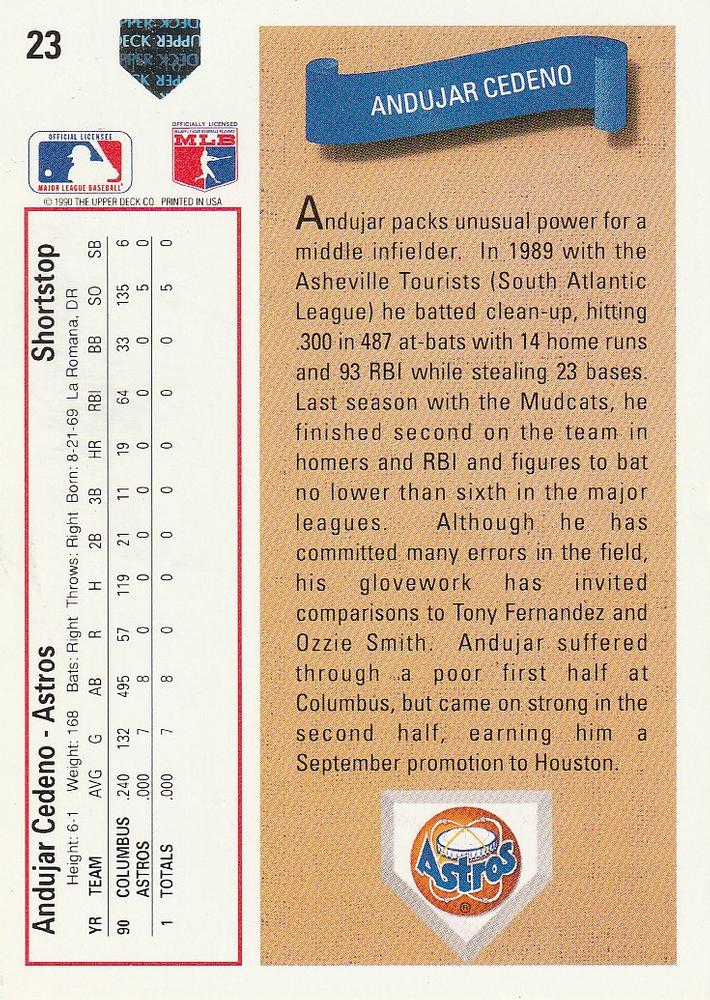 23
UPPER DECK
OFFICIAL LICENSEE
MAJOR LEAGUE BASEBALL®
OFFICIALLY LICENSED
MAJOR LEAGUE BASEBALL PLAYERS
MLB
© 1990 THE UPPER DECK CO. PRINTED IN USA
Andujar Cedeno - Astros Shortstop
Height: 6-1 Weight: 168 Bats: Right Throws: Right Born: 8-21-69 La Romana, DR
YR TEAM AVG G AB R H 2B 3B HR RBI BB SO SB
90 COLUMBUS .240 132 495 57 119 21 11 19 64 33 135 6
ASTROS .000 7 8 0 0 0 0 0 0 0 5 0
1 TOTALS .000 7 8 0 0 0 0 0 0 0 5 0
ANDUJAR CEDENO
Andujar packs unusual power for a
middle infielder. In 1989 with the
Asheville Tourists (South Atlantic
League) he batted clean-up, hitting
.300 in 487 at-bats with 14 home runs
and 93 RBI while stealing 23 bases.
Last season with the Mudcats, he
finished second on the team in
homers and RBI and figures to bat
no lower than sixth in the major
leagues. Although he has
committed many errors in the field,
his glovework has invited
comparisons to Tony Fernandez and
Ozzie Smith. Andujar suffered
through a poor first half at
Columbus, but came on strong in the
second half, earning him a
September promotion to Houston.
Astros
®